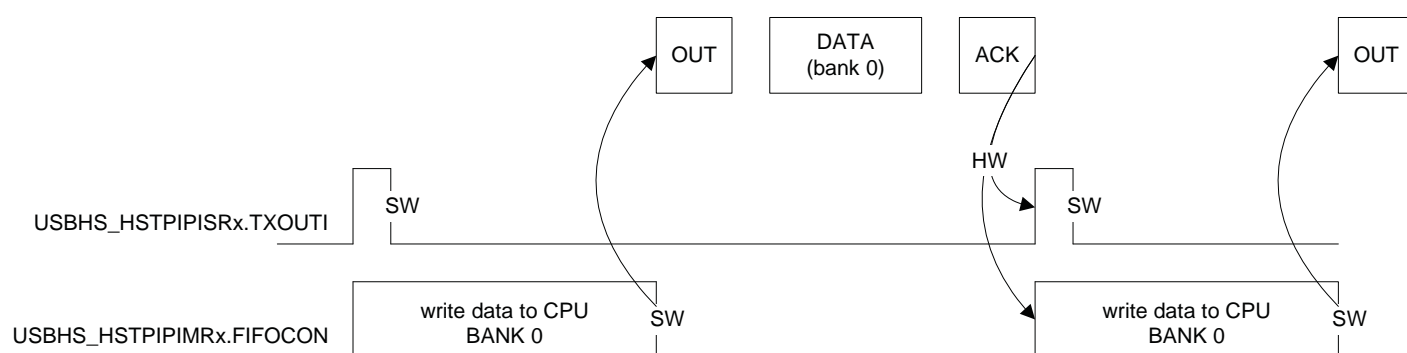 OUT
DATA
(bank 0)
ACK
OUT
HW
SW
SW
USBHS_HSTPIPISRx.TXOUTI
write data to CPU
BANK 0
SW
write data to CPU
BANK 0
SW
USBHS_HSTPIPIMRx.FIFOCON